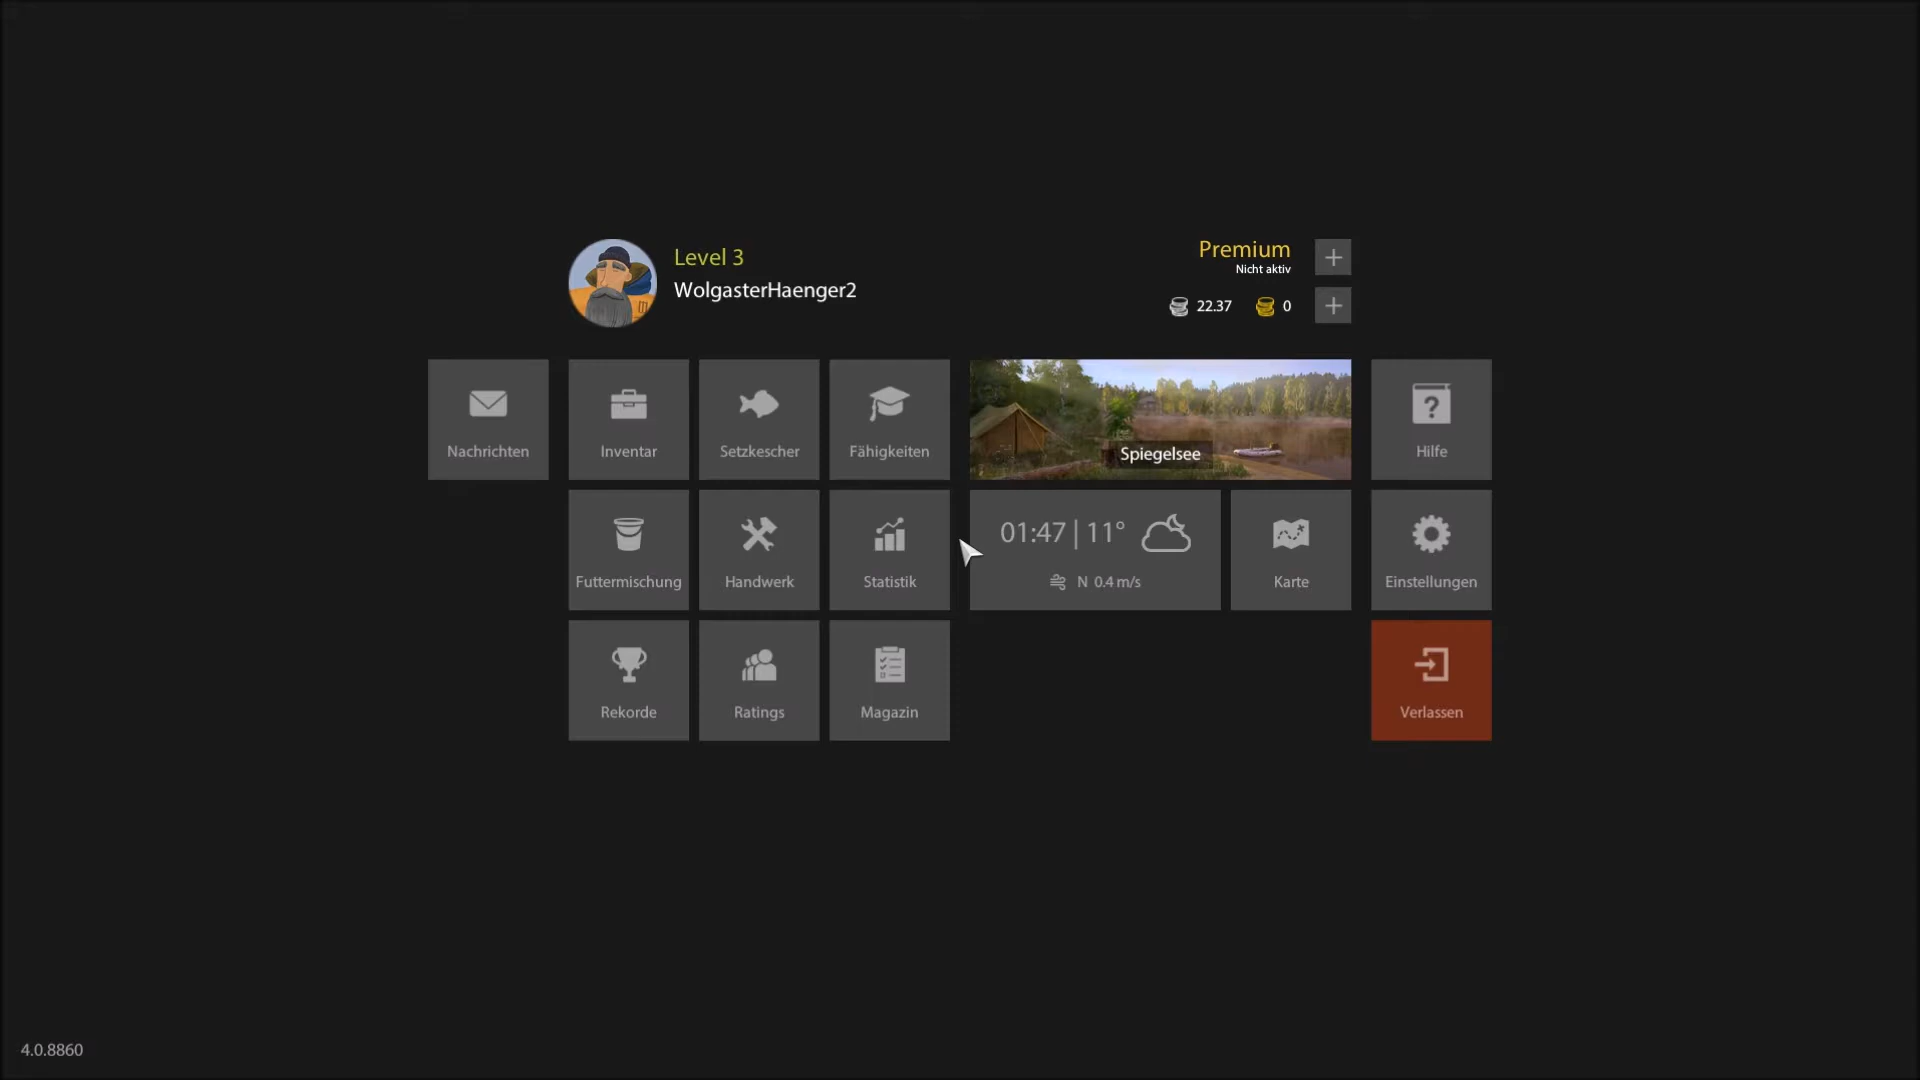 Level 3
WolgasterHaenger2
Premium
Nicht aktiv
22.37
0
Nachrichten
Inventar
Setzkescher
Fähigkeiten
Spiegelsee
Hilfe
Futtermischung
Handwerk
Statistik
01:47 | 11°
N 0.4 m/s
Karte
Einstellungen
Rekorde
Ratings
Magazin
Verlassen
4.0.8860